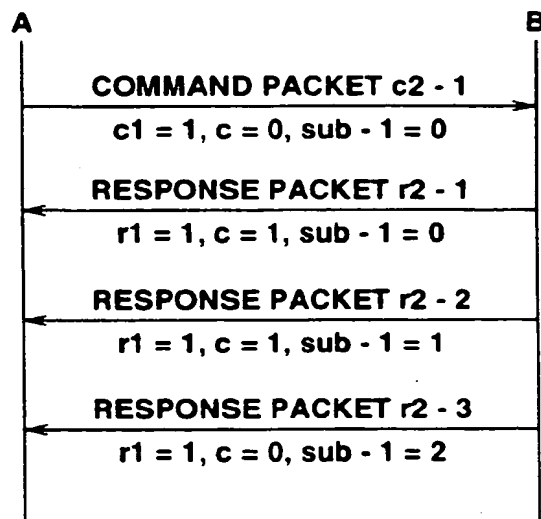 A B
COMMAND PACKET c2 - 1
c1 = 1, c = 0, sub - 1 = 0
RESPONSE PACKET r2 - 1
r1 = 1, c = 1, sub - 1 = 0
RESPONSE PACKET r2 - 2
r1 = 1, c = 1, sub - 1 = 1
RESPONSE PACKET r2 - 3
r1 = 1, c = 0, sub - 1 = 2